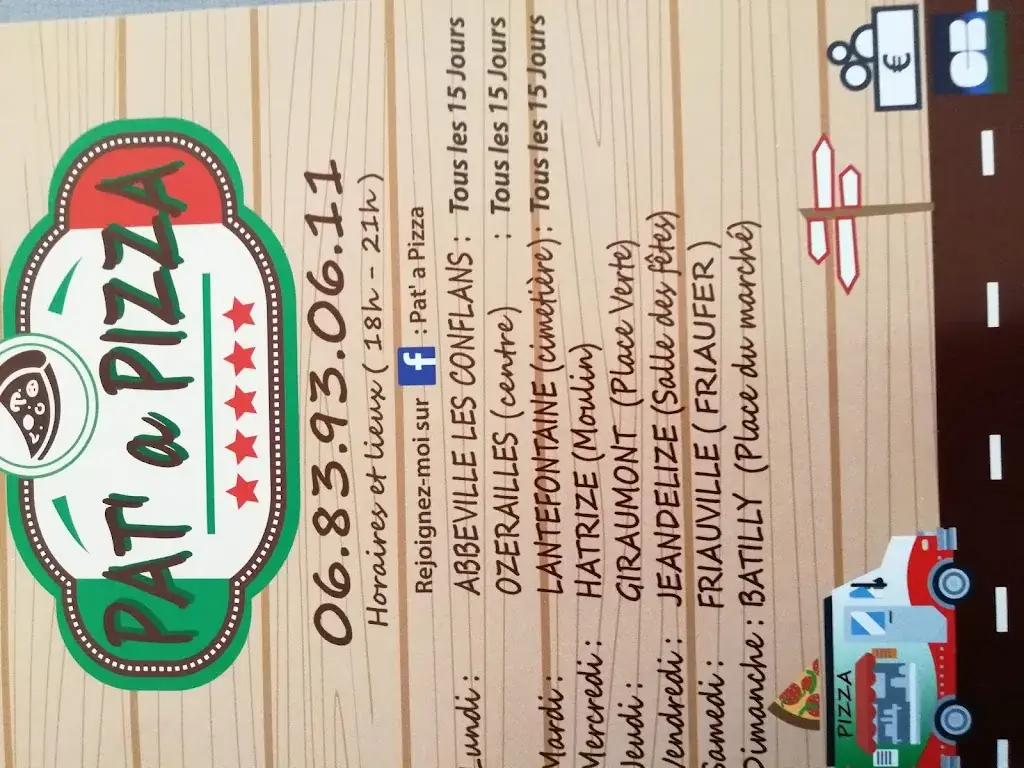 PAT' a PIZZA
06.83.93.06.11
Horaires et lieux ( 18h - 21h )
Rejoignez-moi sur f : Pat' a Pizza
Lundi : ABBEVILLE LES CONFLANS : Tous les 15 Jours
OZERAILLES (centre) : Tous les 15 Jours
Mardi : LANTEFONTAINE (cimetière) : Tous les 15 Jours
Mercredi : HATRIZE (Moulin)
Jeudi : GIRAUMONT (Place Verte)
Vendredi : JEANDELIZE (Salle des fêtes)
Samedi : FRIAUVILLE ( FRIAUFER )
Dimanche : BATILLY (Place du marché)
PIZZA
€
CB